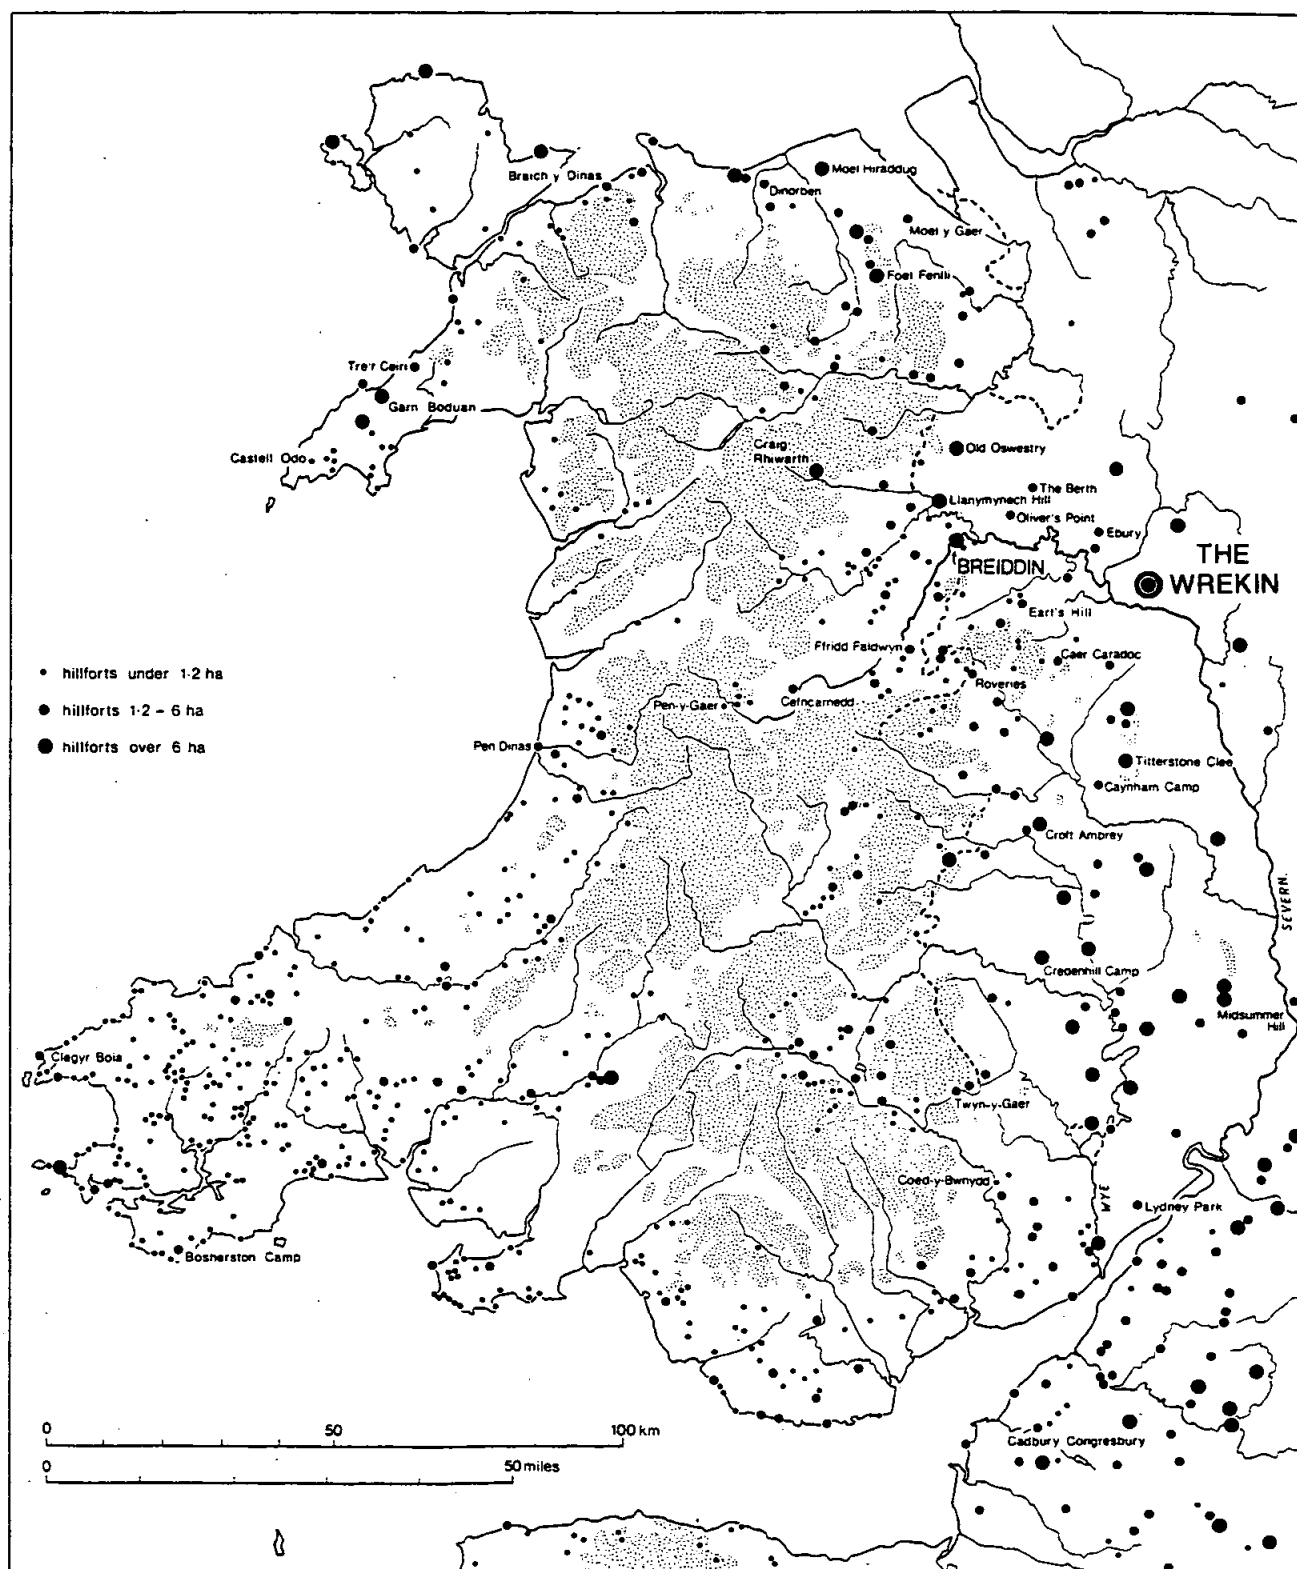 Braich y Dinas
Moel Hiraddug
Dinorben
Moel y Gaer
Foel Fenlli
Tre'r Ceiri
Garn Boduan
Castell Odo
Craig
Rhiwarth
Old Oswestry
The Berth
Llanymynech Hill
Oliver's Point
Ebury
THE
WREKIN
BREIDDIN
Earl's Hill
Ffridd Faldwyn
Caer Caradoc
Roveries
hillforts under 1·2 ha
hillforts 1·2 – 6 ha
hillforts over 6 ha
Pen-y-Gaer
Cefncarnedd
Pen Dinas
Titterstone Clee
Caynham Camp
Croft Ambrey
SEVERN
Credenhill Camp
Midsummer
Hill
Clegyr Boia
Twyn-y-Gaer
Coed-y-Bwnydd
WYE
Lydney Park
Bosherston Camp
0 50 100 km
0 50 miles
Cadbury Congresbury